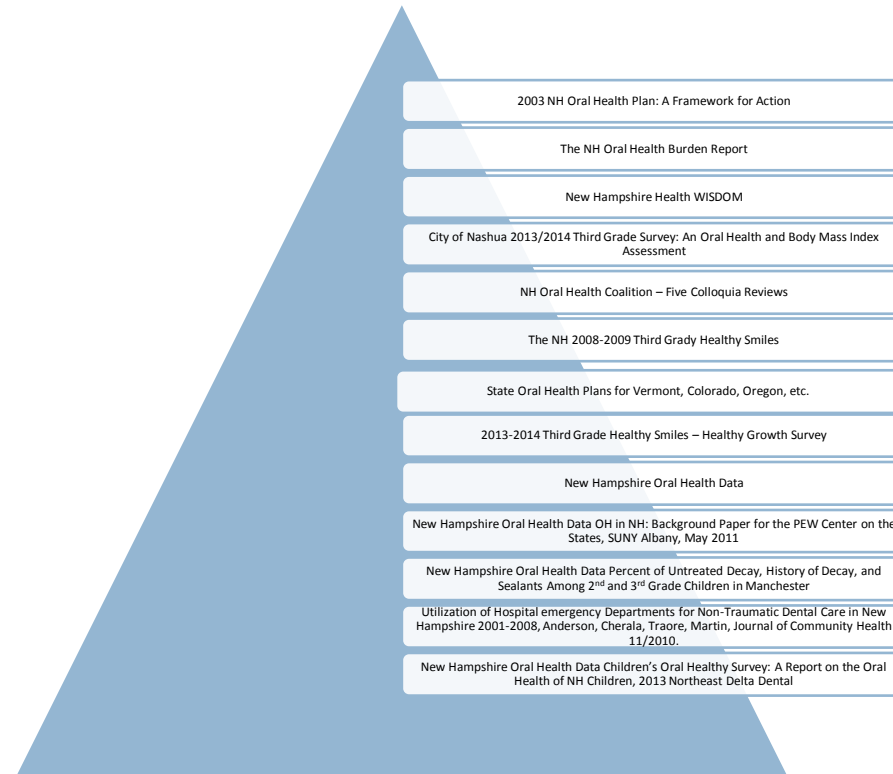 2003 NH Oral Health Plan: A Framework for Action
The NH Oral Health Burden Report
New Hampshire Health WISDOM
City of Nashua 2013/2014 Third Grade Survey: An Oral Health and Body Mass Index
Assessment
NH Oral Health Coalition – Five Colloquia Reviews
The NH 2008-2009 Third Grady Healthy Smiles
State Oral Health Plans for Vermont, Colorado, Oregon, etc.
2013-2014 Third Grade Healthy Smiles – Healthy Growth Survey
New Hampshire Oral Health Data
New Hampshire Oral Health Data OH in NH: Background Paper for the PEW Center on the
States, SUNY Albany, May 2011
New Hampshire Oral Health Data Percent of Untreated Decay, History of Decay, and
Sealants Among 2nd and 3rd Grade Children in Manchester
Utilization of Hospital emergency Departments for Non-Traumatic Dental Care in New
Hampshire 2001-2008, Anderson, Cherala, Traore, Martin, Journal of Community Health
11/2010.
New Hampshire Oral Health Data Children’s Oral Healthy Survey: A Report on the Oral
Health of NH Children, 2013 Northeast Delta Dental